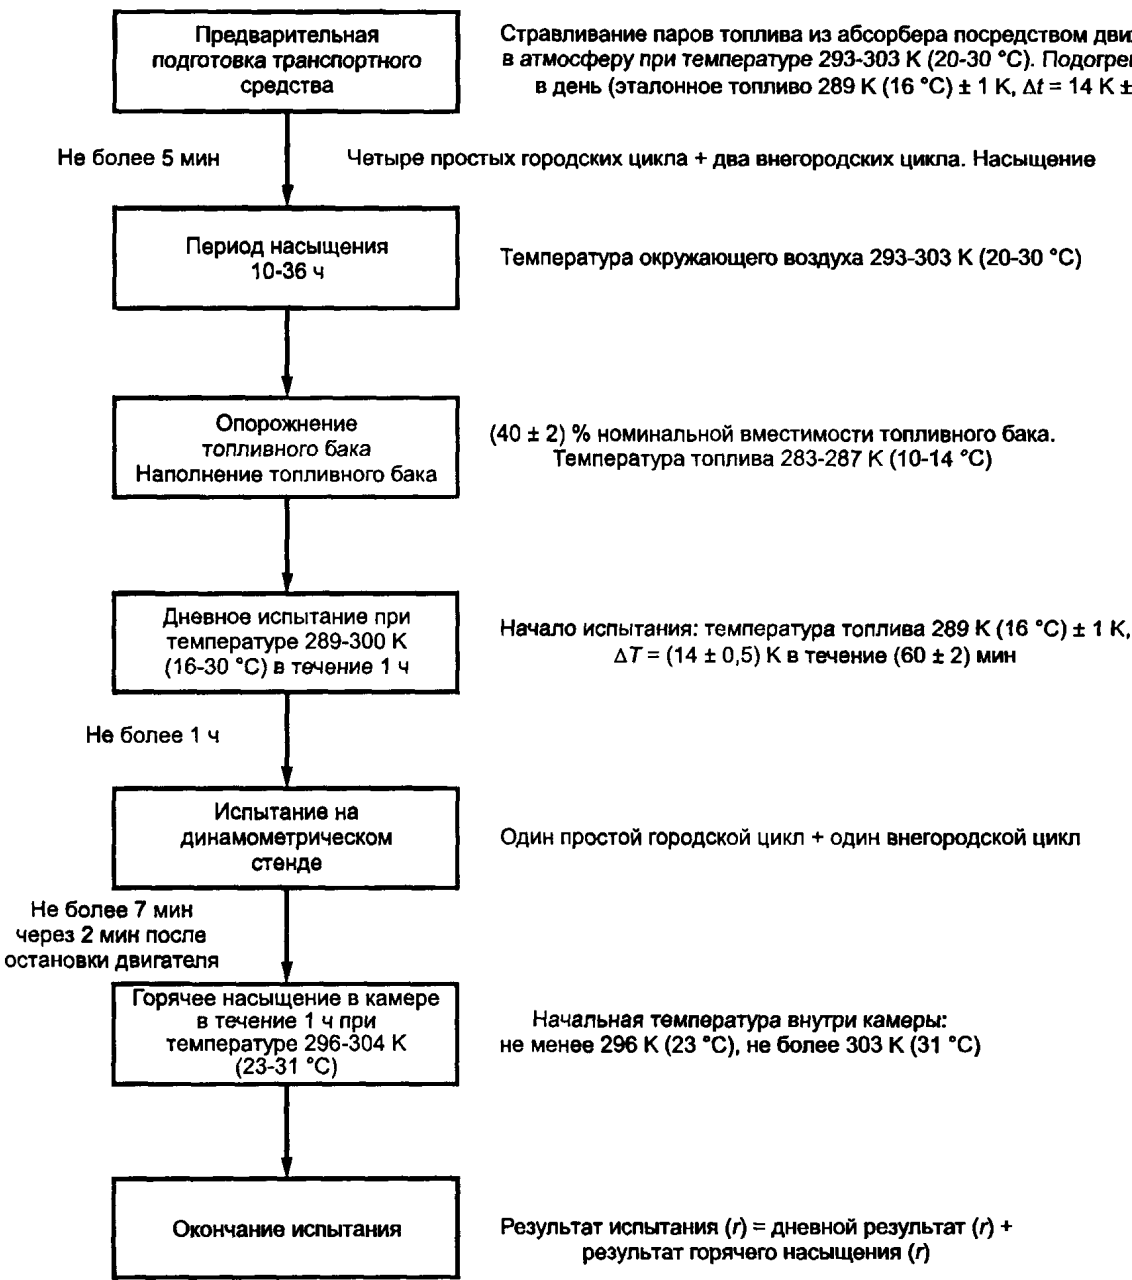 Предварительная
подготовка транспортного
средства
Стравливание паров топлива из абсорбера посредством
в атмосферу при температуре 293-303 K (20-30 °C).
в день (эталонное топливо 289 K (16 °C) ± 1 K, Δt = 14 K ±
Не более 5 мин
Четыре простых городских цикла + два внегородских цикла. Насыщение
Период насыщения
10-36 ч
Температура окружающего воздуха 293-303 K (20-30 °C)
Опорожнение
топливного бака
Наполнение топливного бака
(40 ± 2) % номинальной вместимости топливного бака.
Температура топлива 283-287 K (10-14 °C)
Дневное испытание при
температуре 289-300 K
(16-30 °C) в течение 1 ч
Начало испытания: температура топлива 289 K (16 °C) ± 1 K,
ΔT = (14 ± 0,5) K в течение (60 ± 2) мин
Не более 1 ч
Испытание на
динамометрическом
стенде
Один простой городской цикл + один внегородской цикл
Не более 7 мин
через 2 мин после
остановки двигателя
Горячее насыщение в камере
в течение 1 ч при
температуре 296-304 K
(23-31 °C)
Начальная температура внутри камеры:
не менее 296 K (23 °C), не более 303 K (31 °C)
Окончание испытания
Результат испытания (r) = дневной результат (r) +
результат горячего насыщения (r)